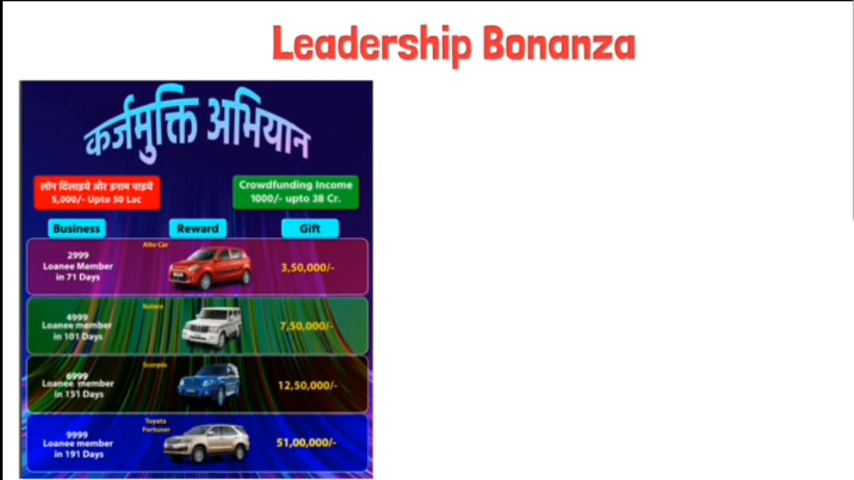 Leadership Bonanza
कर्जमुक्ति अभियान
लोन दिलाइये और इनाम पाइये
5,000/- Upto 50 Lac
Crowdfunding Income
1000/- upto 38 Cr.
Business
Reward
Gift
Alto Car
2999
Loanee Member
in 71 Days
3,50,000/-
Bolero
4999
Loanee member
in 101 Days
7,50,000/-
Scorpio
6999
Loanee member
in 151 Days
12,50,000/-
Toyata
Fortuner
9999
Loanee member
in 191 Days
51,00,000/-